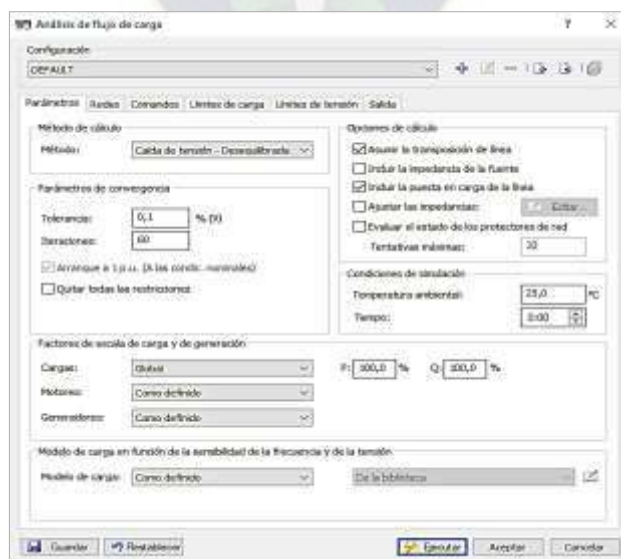 Análisis de flujo de carga
?
Configuración
DEFAULT
Parámetros Redes Comandos Límites de carga Límites de tensión Salida
Método de cálculo
Método: Caída de tensión - Desequilibrada
Parámetros de convergencia
Tolerancia: 0,1 % (V)
Iteraciones: 60
Arranque a 1 p.u. (A las condic. nominales)
Quitar todas las restricciones
Opciones de cálculo
Asumir la transposición de línea
Incluir la impedancia de la fuente
Incluir la puesta en carga de la línea
Ajustar las impedancias: Editar...
Evaluar el estado de los protectores de red
Tentativas máximas: 10
Condiciones de simulación
Temperatura ambiental: 25,0 °C
Tiempo: 0:00
Factores de escala de carga y de generación
Cargas: Global P: 100,0 % Q: 100,0 %
Motores: Como definido
Generadores: Como definido
Modelo de carga en función de la sensibilidad de la frecuencia y de la tensión
Modelo de carga: Como definido De la biblioteca
Guardar Restablecer Ejecutar Aceptar Cancelar